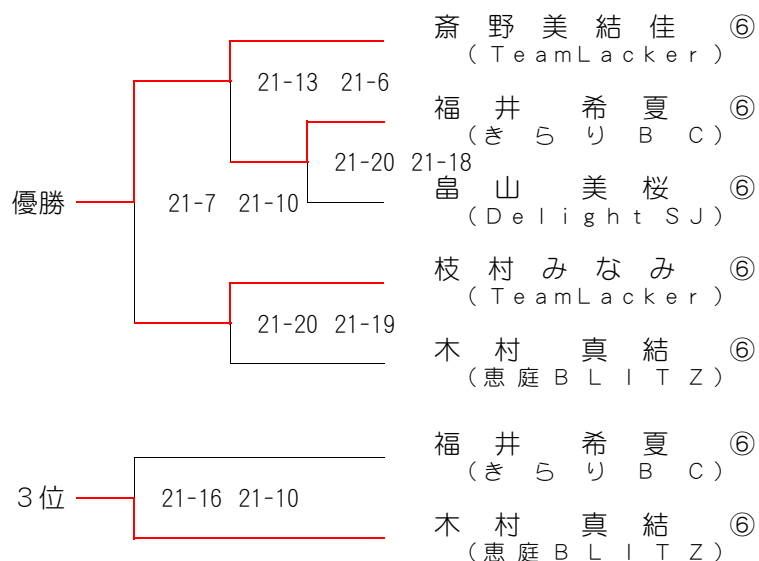 斎野美結佳 ⑥
(TeamLacker)
21-13 21-6
福井 希夏 ⑥
(きらりBC)
21-20 21-18
畠山 美桜 ⑥
(Delight SJ)
優勝
21-7 21-10
枝村みなみ ⑥
(TeamLacker)
21-20 21-19
木村 真結 ⑥
(恵庭BLITZ)
福井 希夏 ⑥
(きらりBC)
3位
21-16 21-10
木村 真結 ⑥
(恵庭BLITZ)